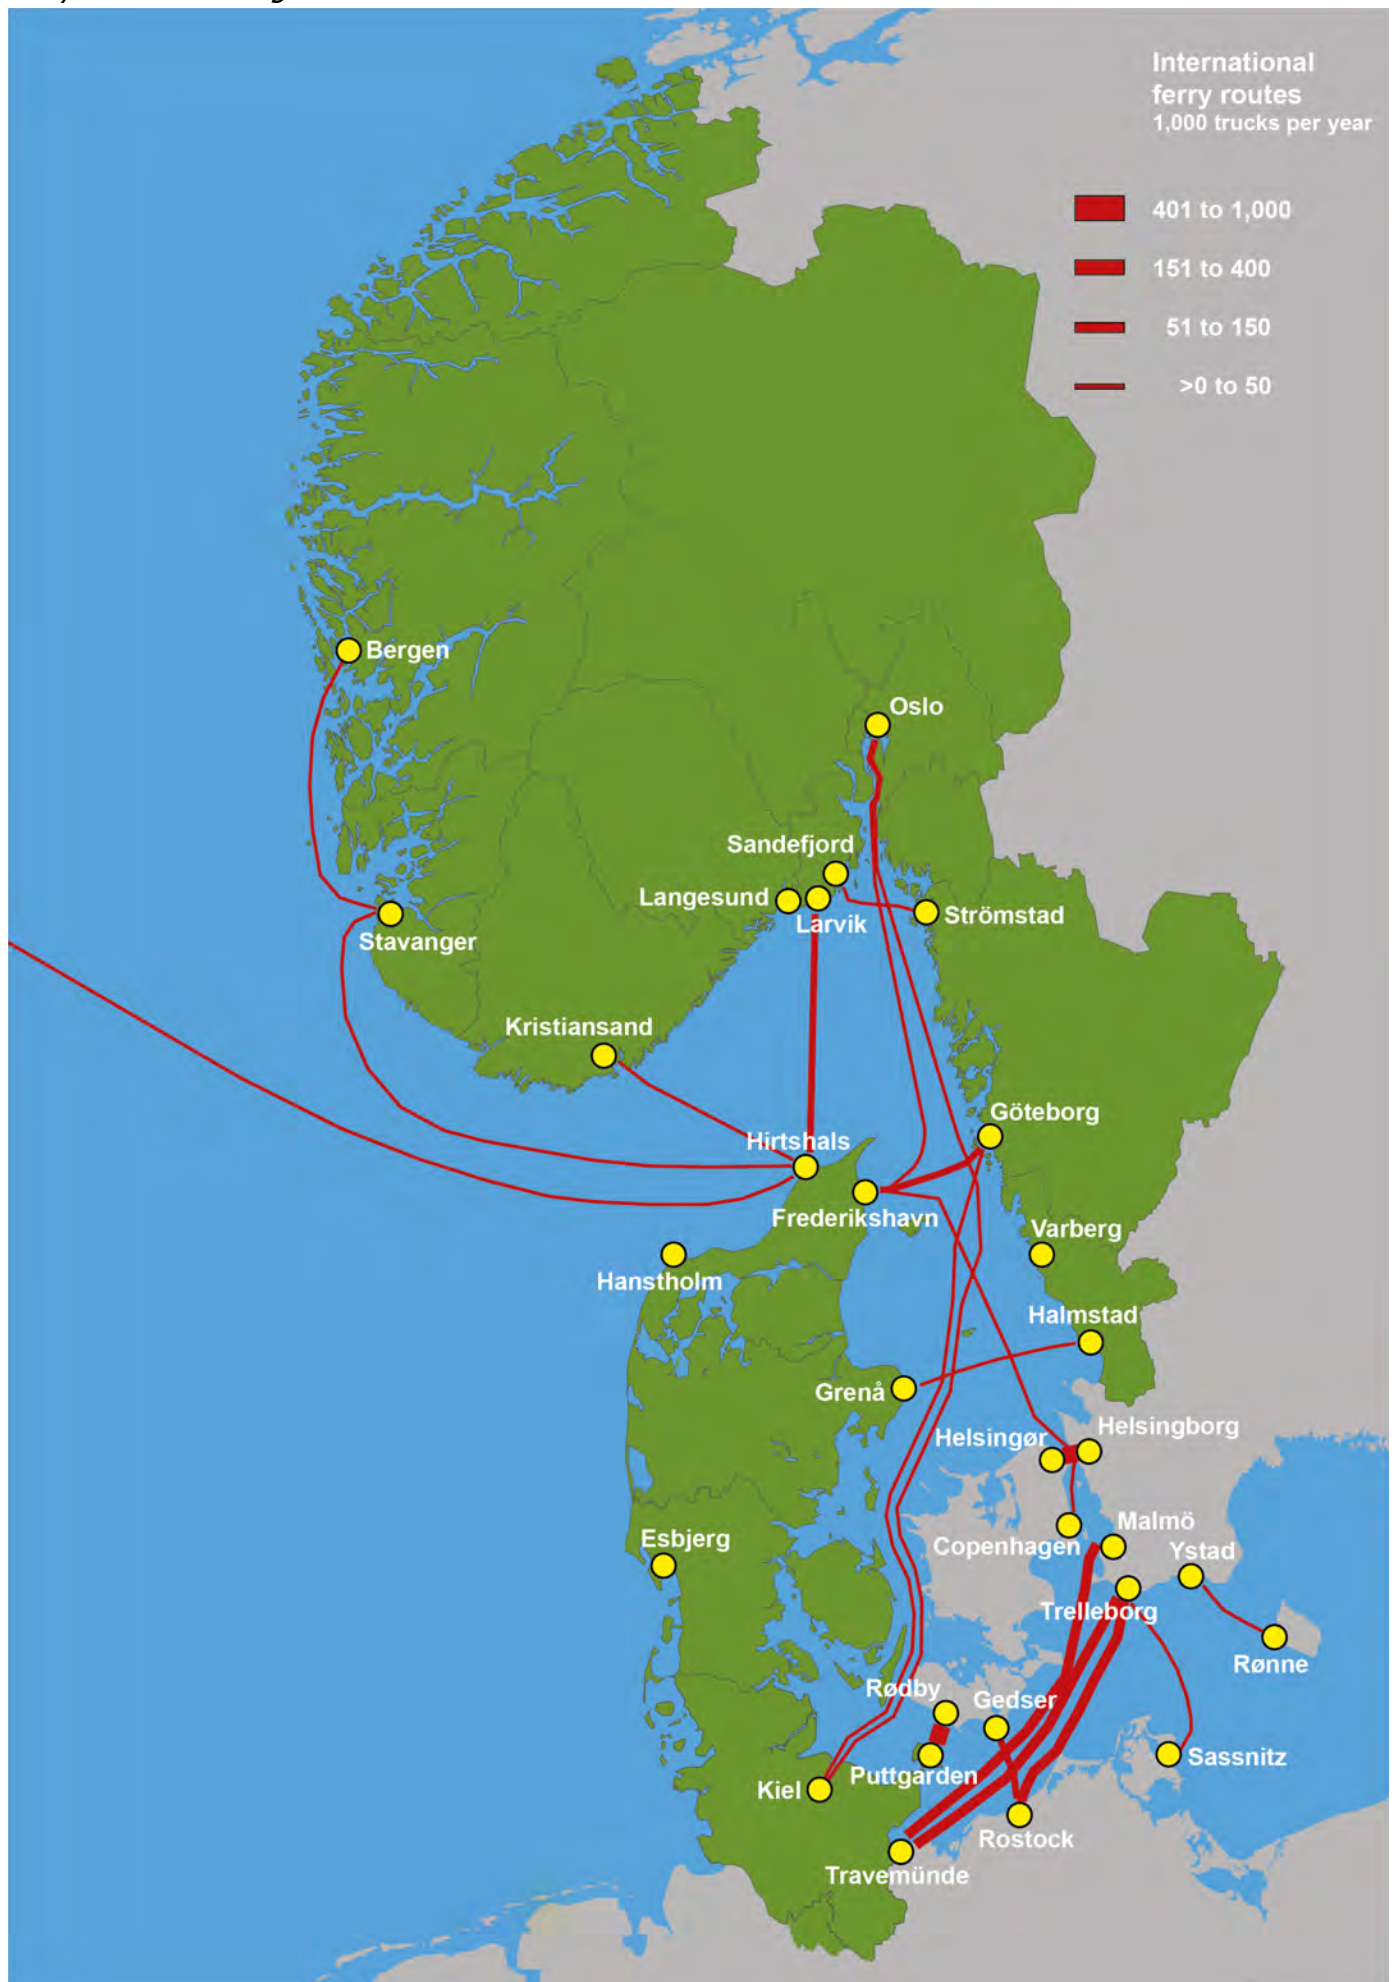 International
ferry routes
1,000 trucks per year
401 to 1,000
151 to 400
51 to 150
>0 to 50
Bergen
Oslo
Sandefjord
Langesund
Larvik
Strömstad
Stavanger
Kristiansand
Göteborg
Hirtshals
Frederikshavn
Varberg
Hanstholm
Halmstad
Grenå
Helsingborg
Helsingør
Malmö
Copenhagen
Ystad
Esbjerg
Trelleborg
Rønne
Rødby
Gedser
Sassnitz
Puttgarden
Kiel
Rostock
Travemünde